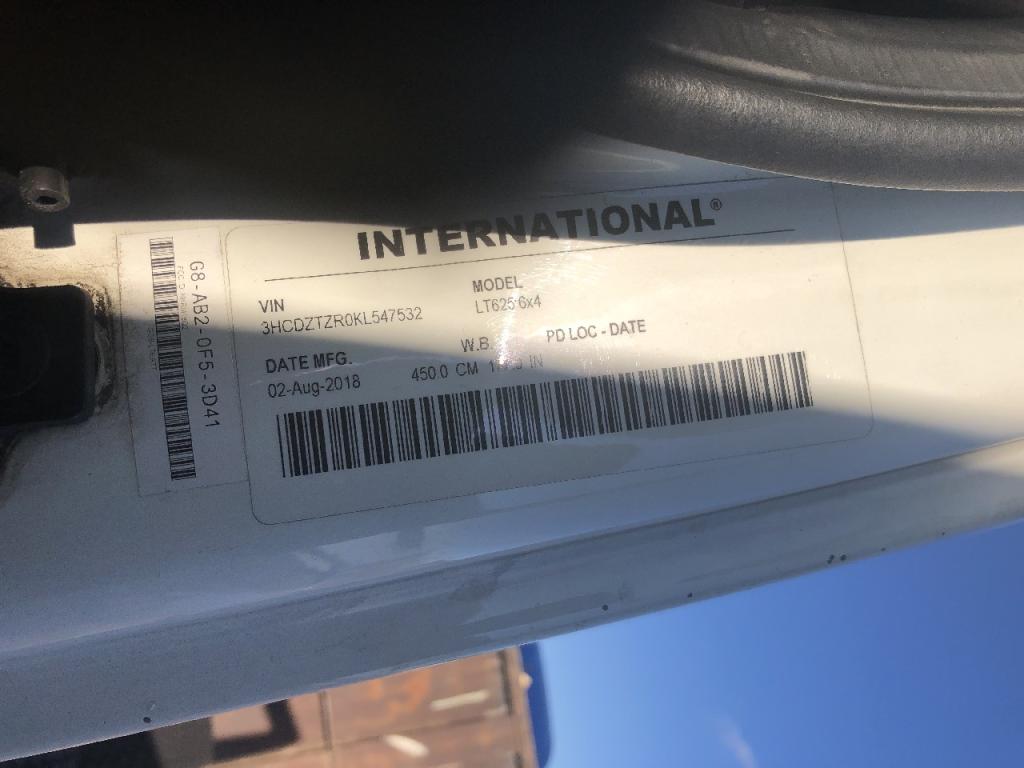 INTERNATIONAL®
VIN
3HCDZTZR0KL547532
MODEL
LT625 6x4
DATE MFG.
02-Aug-2018
W.B.
450.0 CM IN
PD LOC - DATE
G8-AB2-0F5-3D41